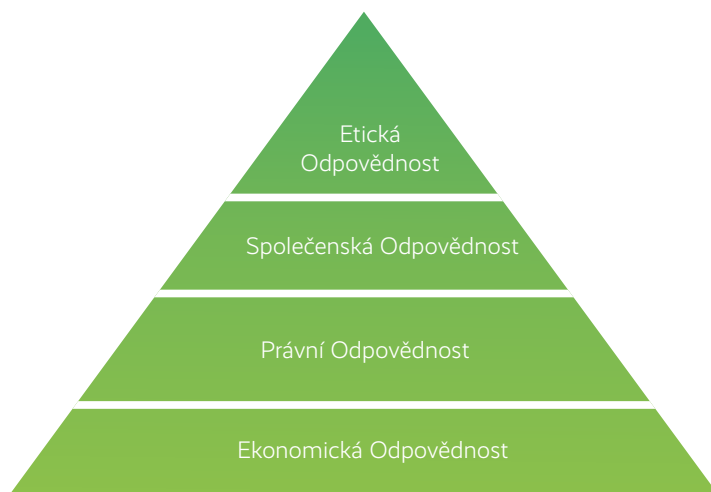 Etická
Odpovědnost
Společenská Odpovědnost
Právní Odpovědnost
Ekonomická Odpovědnost